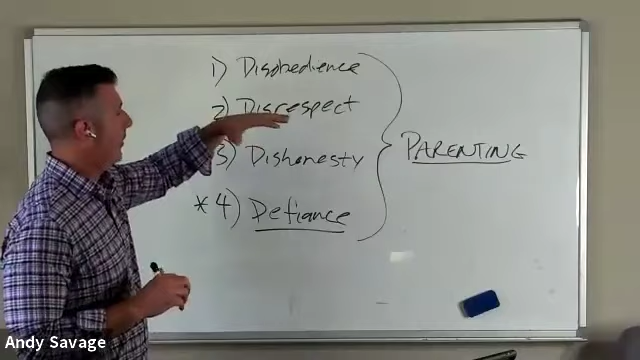 1) Disobedience
2) Disrespect
3) Dishonesty
*4) Defiance
PARENTING
Andy Savage